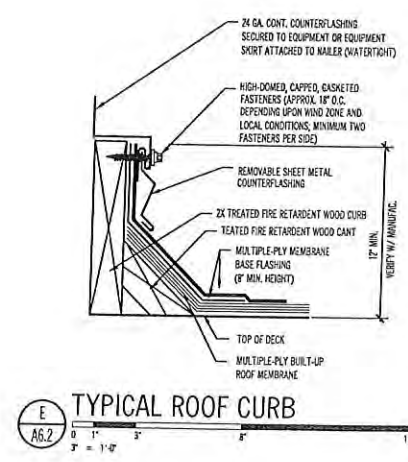 24 GA. CONT. COUNTERFLASHING
SECURED TO EQUIPMENT OR EQUIPMENT
SKIRT ATTACHED TO NAILER (WATERTIGHT)
HIGH-DOMED, CAPPED, GASKETED
FASTENERS (APPROX. 18" O.C.
DEPENDING UPON WIND ZONE AND
LOCAL CONDITIONS; MINIMUM TWO
FASTENERS PER SIDE)
REMOVABLE SHEET METAL
COUNTERFLASHING
2X TREATED FIRE RETARDENT WOOD CURB
TEATED FIRE RETARDENT WOOD CANT
MULTIPLE-PLY MEMBRANE
BASE FLASHING
(8" MIN. HEIGHT)
12" MIN.
VERIFY W/ MANUFAC.
TOP OF DECK
MULTIPLE-PLY BUILT-UP
ROOF MEMBRANE
E
A6.2
TYPICAL ROOF CURB
0 1" 3" 8" 1
3" = 1'-0"